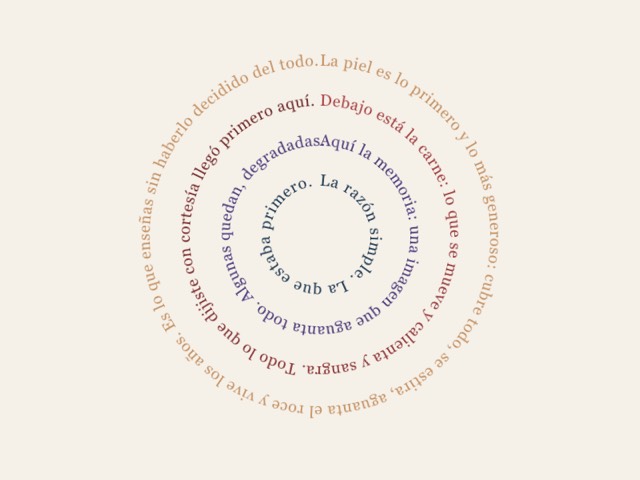 La piel es lo primero y lo más generoso: cubre todo, se estira, aguanta el roce y vive los años. Es lo que enseñas sin haberlo decidido del todo.
Debajo está la carne: lo que se mueve y calienta y sangra. Todo lo que dijiste con cortesía llegó primero aquí.
Aquí la memoria: una imagen que aguanta todo. Algunas quedan, degradadas
La razón simple. La que estaba primero.